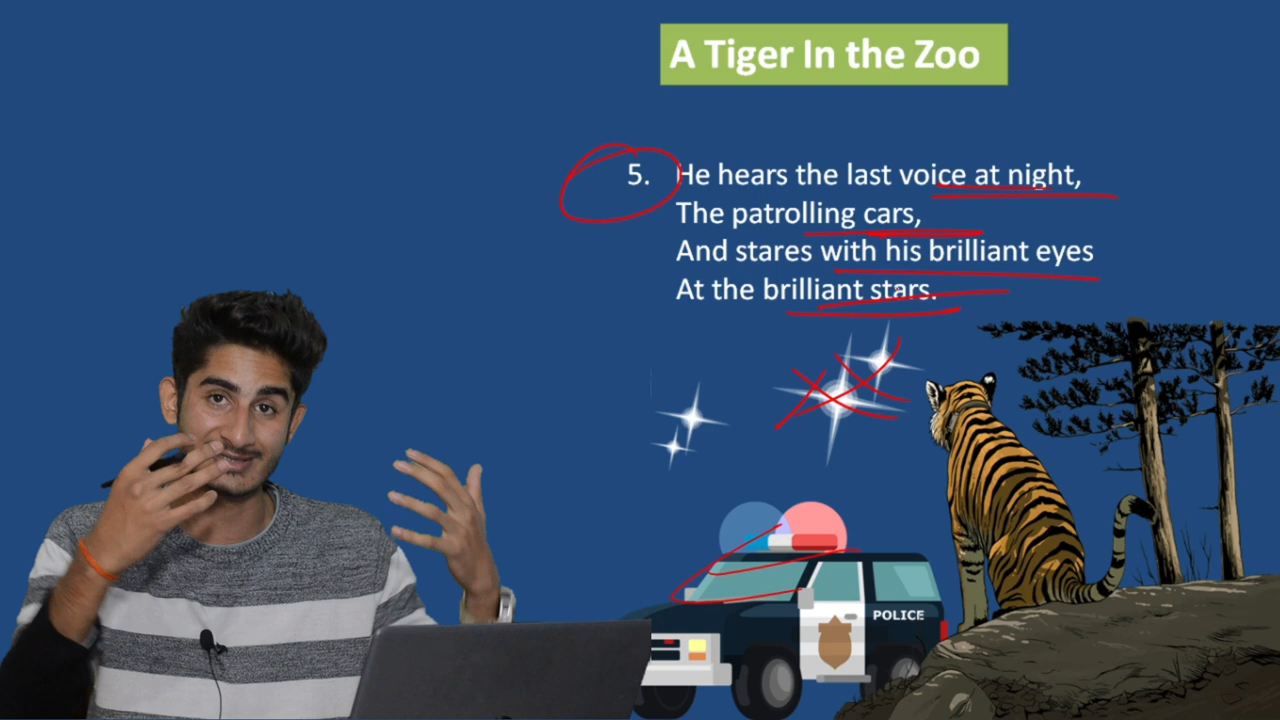 A Tiger In the Zoo
5. He hears the last voice at night,
The patrolling cars,
And stares with his brilliant eyes
At the brilliant stars.
POLICE